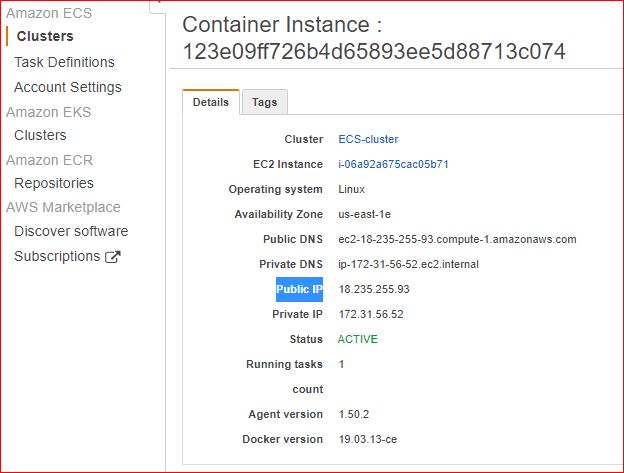 Amazon ECS
Clusters
Task Definitions
Account Settings
Amazon EKS
Clusters
Amazon ECR
Repositories
AWS Marketplace
Discover software
Subscriptions
Container Instance :
123e09ff726b4d65893ee5d88713c074
Details Tags
Cluster ECS-cluster
EC2 Instance i-06a92a675cac05b71
Operating system Linux
Availability Zone us-east-1e
Public DNS ec2-18-235-255-93.compute-1.amazonaws.com
Private DNS ip-172-31-56-52.ec2.internal
Public IP 18.235.255.93
Private IP 172.31.56.52
Status ACTIVE
Running tasks 1
count
Agent version 1.50.2
Docker version 19.03.13-ce